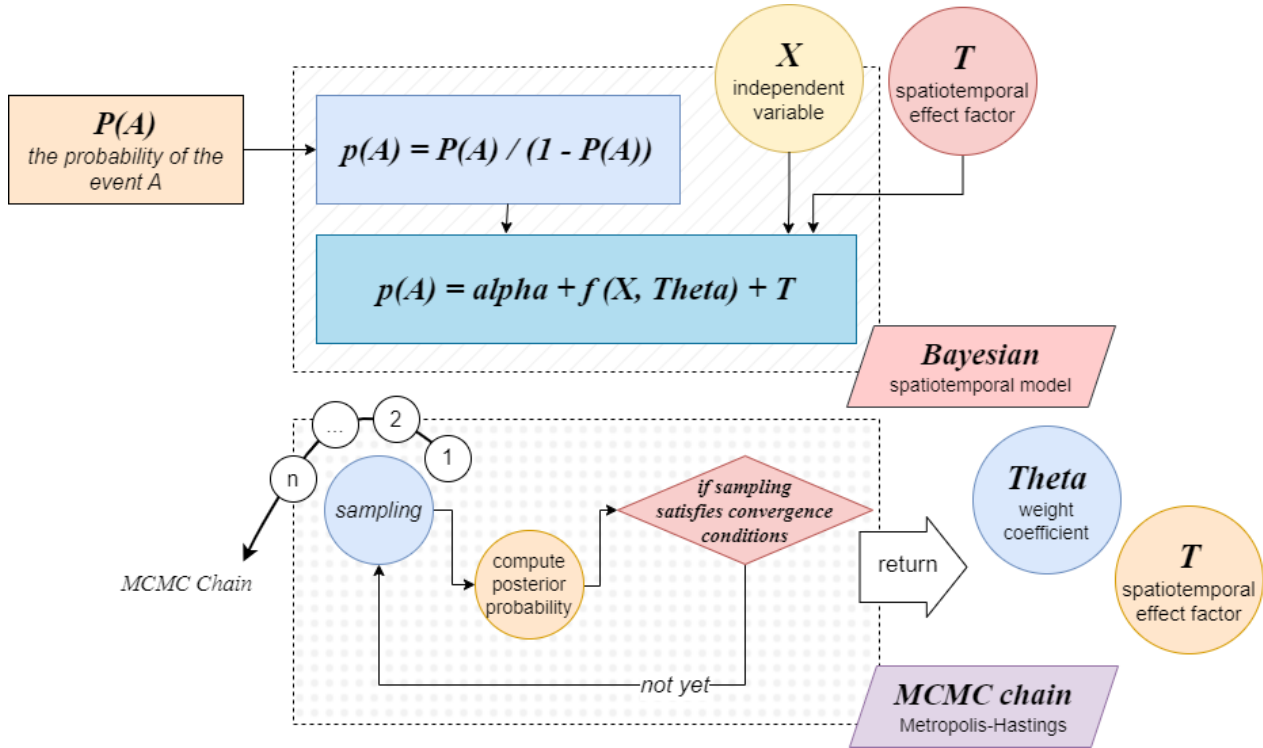 X
independent
variable
T
spatiotemporal
effect factor
P(A)
the probability of the
event A
p(A) = P(A) / (1 - P(A))
p(A) = alpha + f (X, Theta) + T
Bayesian
spatiotemporal model
...
2
1
n
MCMC Chain
sampling
compute
posterior
probability
if sampling
satisfies convergence
conditions
not yet
return
Theta
weight
coefficient
T
spatiotemporal
effect factor
MCMC chain
Metropolis-Hastings